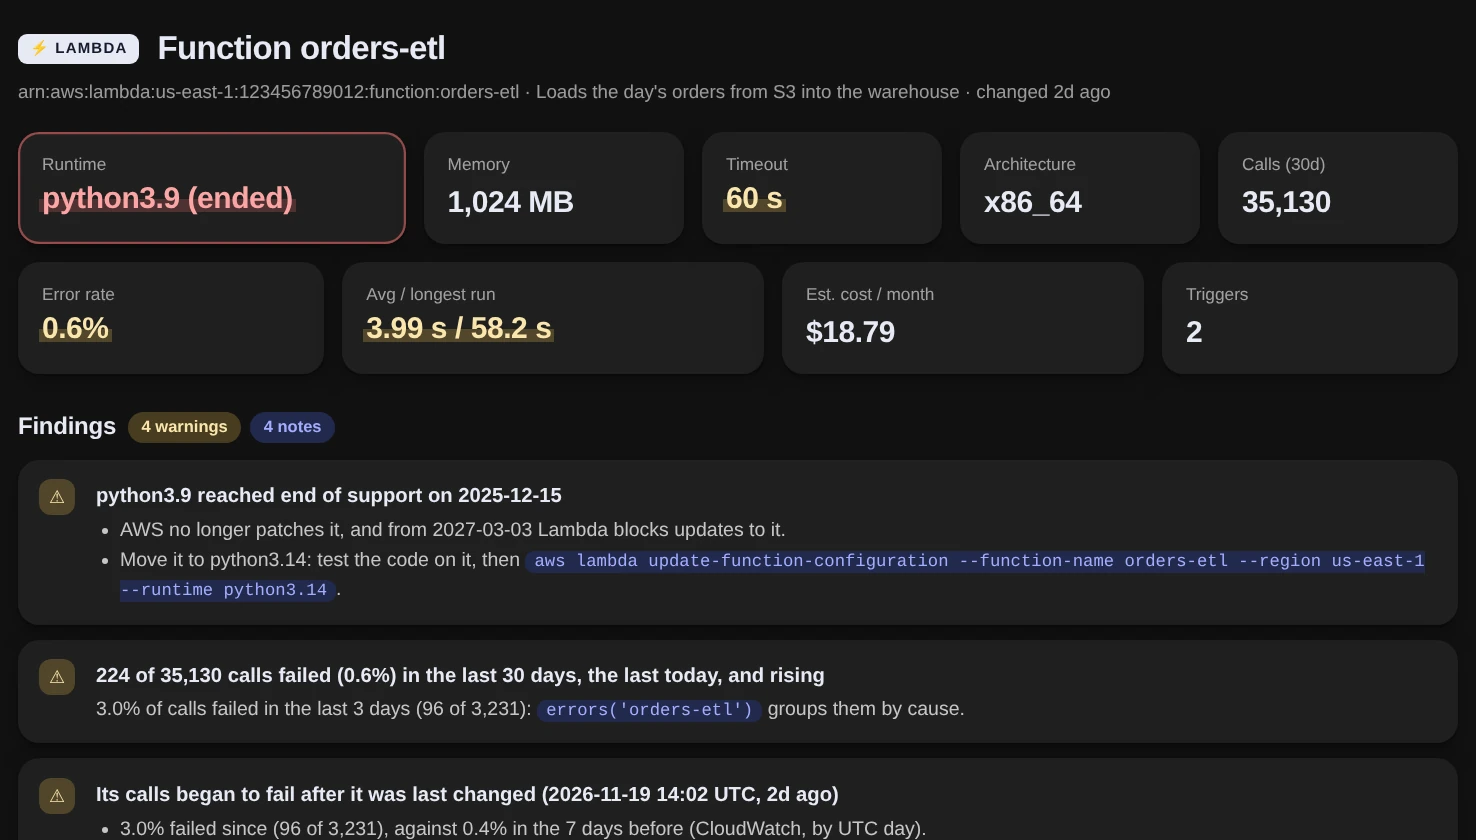 ⚡ LAMBDA Function orders-etl
arn:aws:lambda:us-east-1:123456789012:function:orders-etl · Loads the day's orders from S3 into the warehouse · changed 2d ago
Runtime
python3.9 (ended)
Memory
1,024 MB
Timeout
60 s
Architecture
x86_64
Calls (30d)
35,130
Error rate
0.6%
Avg / longest run
3.99 s / 58.2 s
Est. cost / month
$18.79
Triggers
2
Findings 4 warnings 4 notes
⚠ python3.9 reached end of support on 2025-12-15
• AWS no longer patches it, and from 2027-03-03 Lambda blocks updates to it.
• Move it to python3.14: test the code on it, then aws lambda update-function-configuration --function-name orders-etl --region us-east-1
--runtime python3.14 .
⚠ 224 of 35,130 calls failed (0.6%) in the last 30 days, the last today, and rising
3.0% of calls failed in the last 3 days (96 of 3,231): errors('orders-etl') groups them by cause.
⚠ Its calls began to fail after it was last changed (2026-11-19 14:02 UTC, 2d ago)
• 3.0% failed since (96 of 3,231), against 0.4% in the 7 days before (CloudWatch, by UTC day).